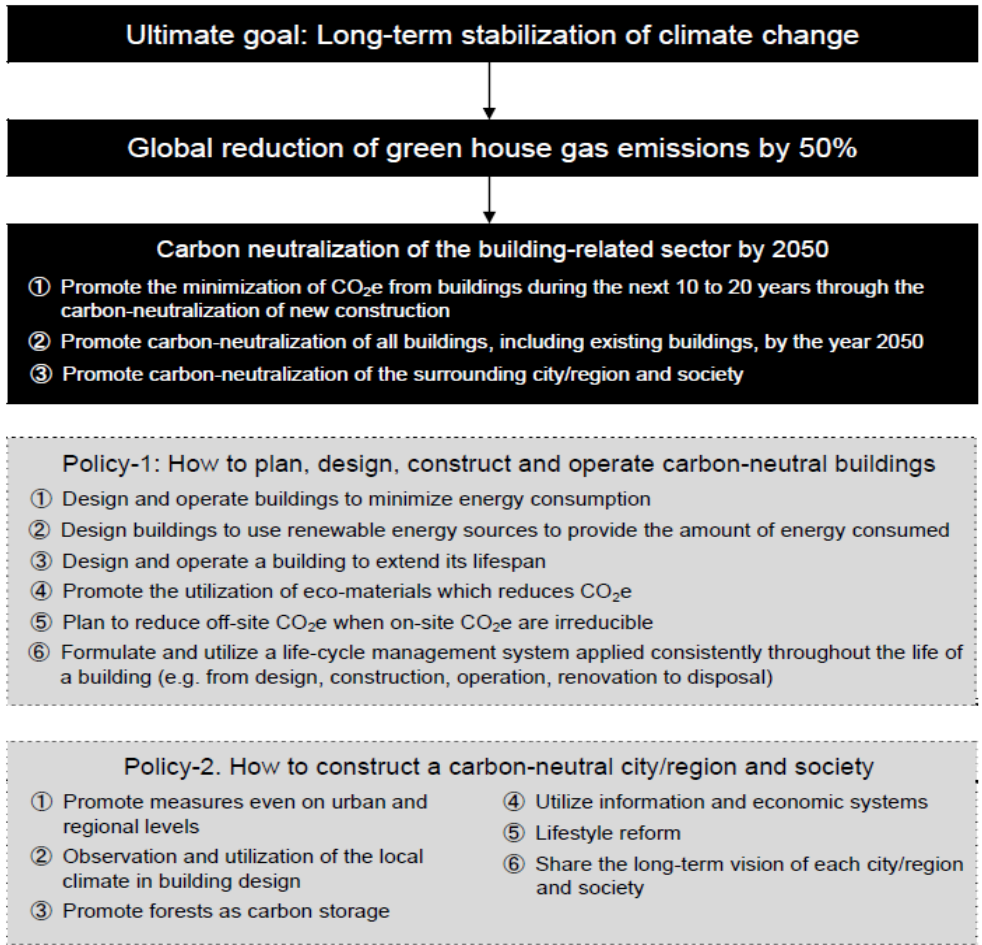 Ultimate goal: Long-term stabilization of climate change
Global reduction of green house gas emissions by 50%
Carbon neutralization of the building-related sector by 2050
① Promote the minimization of CO₂e from buildings during the next 10 to 20 years through the
carbon-neutralization of new construction
② Promote carbon-neutralization of all buildings, including existing buildings, by the year 2050
③ Promote carbon-neutralization of the surrounding city/region and society
Policy-1: How to plan, design, construct and operate carbon-neutral buildings
① Design and operate buildings to minimize energy consumption
② Design buildings to use renewable energy sources to provide the amount of energy consumed
③ Design and operate a building to extend its lifespan
④ Promote the utilization of eco-materials which reduces CO₂e
⑤ Plan to reduce off-site CO₂e when on-site CO₂e are irreducible
⑥ Formulate and utilize a life-cycle management system applied consistently throughout the life of
a building (e.g. from design, construction, operation, renovation to disposal)
Policy-2. How to construct a carbon-neutral city/region and society
① Promote measures even on urban and
regional levels
② Observation and utilization of the local
climate in building design
③ Promote forests as carbon storage
④ Utilize information and economic systems
⑤ Lifestyle reform
⑥ Share the long-term vision of each city/region
and society